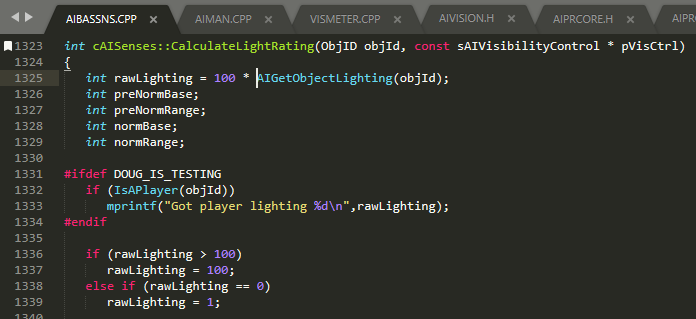 AIBASSNS.CPP × AIMAN.CPP × VISMETER.CPP × AIVISION.H × AIPRCORE.H × AIPR
1323 int cAISenses::CalculateLightRating(ObjID objId, const sAIVisibilityControl * pVisCtrl)
1324 {
1325 int rawLighting = 100 * AIGetObjectLighting(objId);
1326 int preNormBase;
1327 int preNormRange;
1328 int normBase;
1329 int normRange;
1330
1331 #ifdef DOUG_IS_TESTING
1332 if (IsAPlayer(objId))
1333 mprintf("Got player lighting %d\n",rawLighting);
1334 #endif
1335
1336 if (rawLighting > 100)
1337 rawLighting = 100;
1338 else if (rawLighting == 0)
1339 rawLighting = 1;
1340